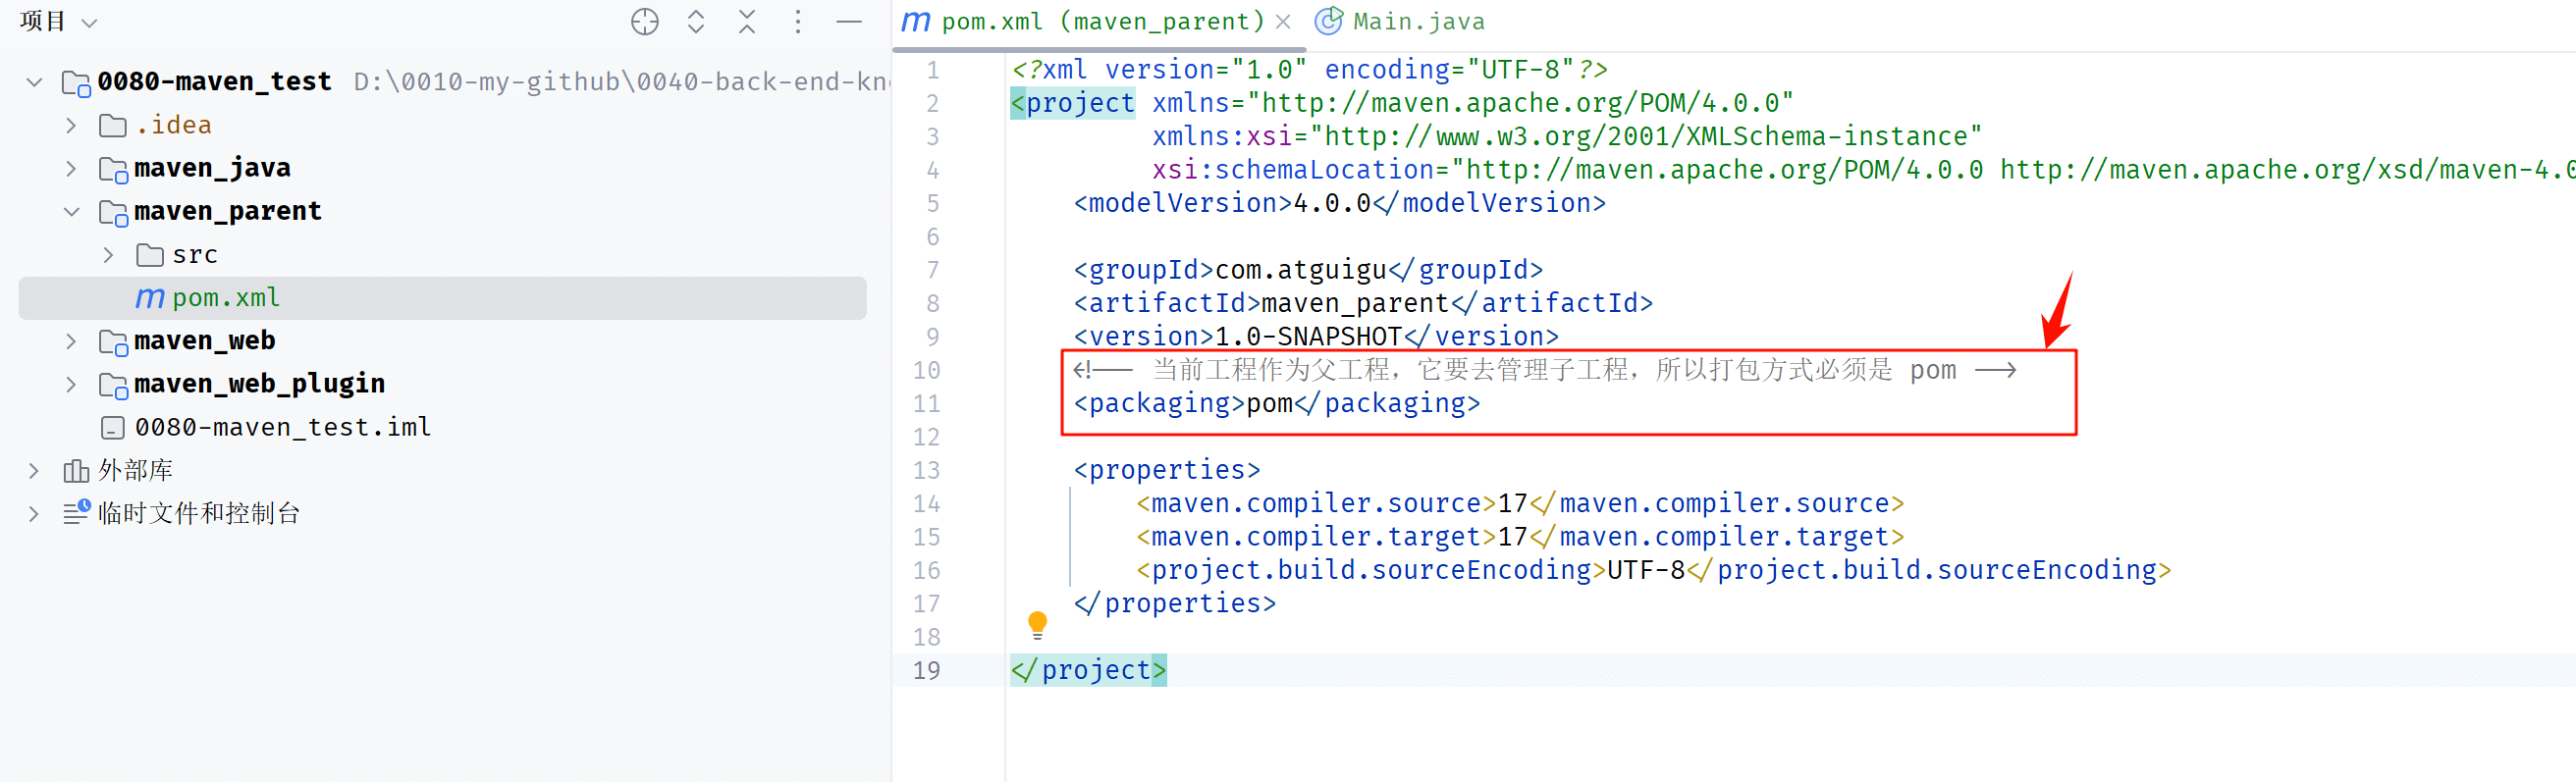 项目
0080-maven_test D:\0010-my-github\0040-back-end-kn
.idea
maven_java
maven_parent
src
pom.xml
maven_web
maven_web_plugin
0080-maven_test.iml
外部库
临时文件和控制台
pom.xml (maven_parent) Main.java
1 <?xml version="1.0" encoding="UTF-8"?>
2 <project xmlns="http://maven.apache.org/POM/4.0.0"
3 xmlns:xsi="http://www.w3.org/2001/XMLSchema-instance"
4 xsi:schemaLocation="http://maven.apache.org/POM/4.0.0 http://maven.apache.org/xsd/maven-4.0
5 <modelVersion>4.0.0</modelVersion>
6
7 <groupId>com.atguigu</groupId>
8 <artifactId>maven_parent</artifactId>
9 <version>1.0-SNAPSHOT</version>
10 <!-- 当前工程作为父工程，它要去管理子工程，所以打包方式必须是 pom -->
11 <packaging>pom</packaging>
12
13 <properties>
14 <maven.compiler.source>17</maven.compiler.source>
15 <maven.compiler.target>17</maven.compiler.target>
16 <project.build.sourceEncoding>UTF-8</project.build.sourceEncoding>
17 </properties>
18
19 </project>